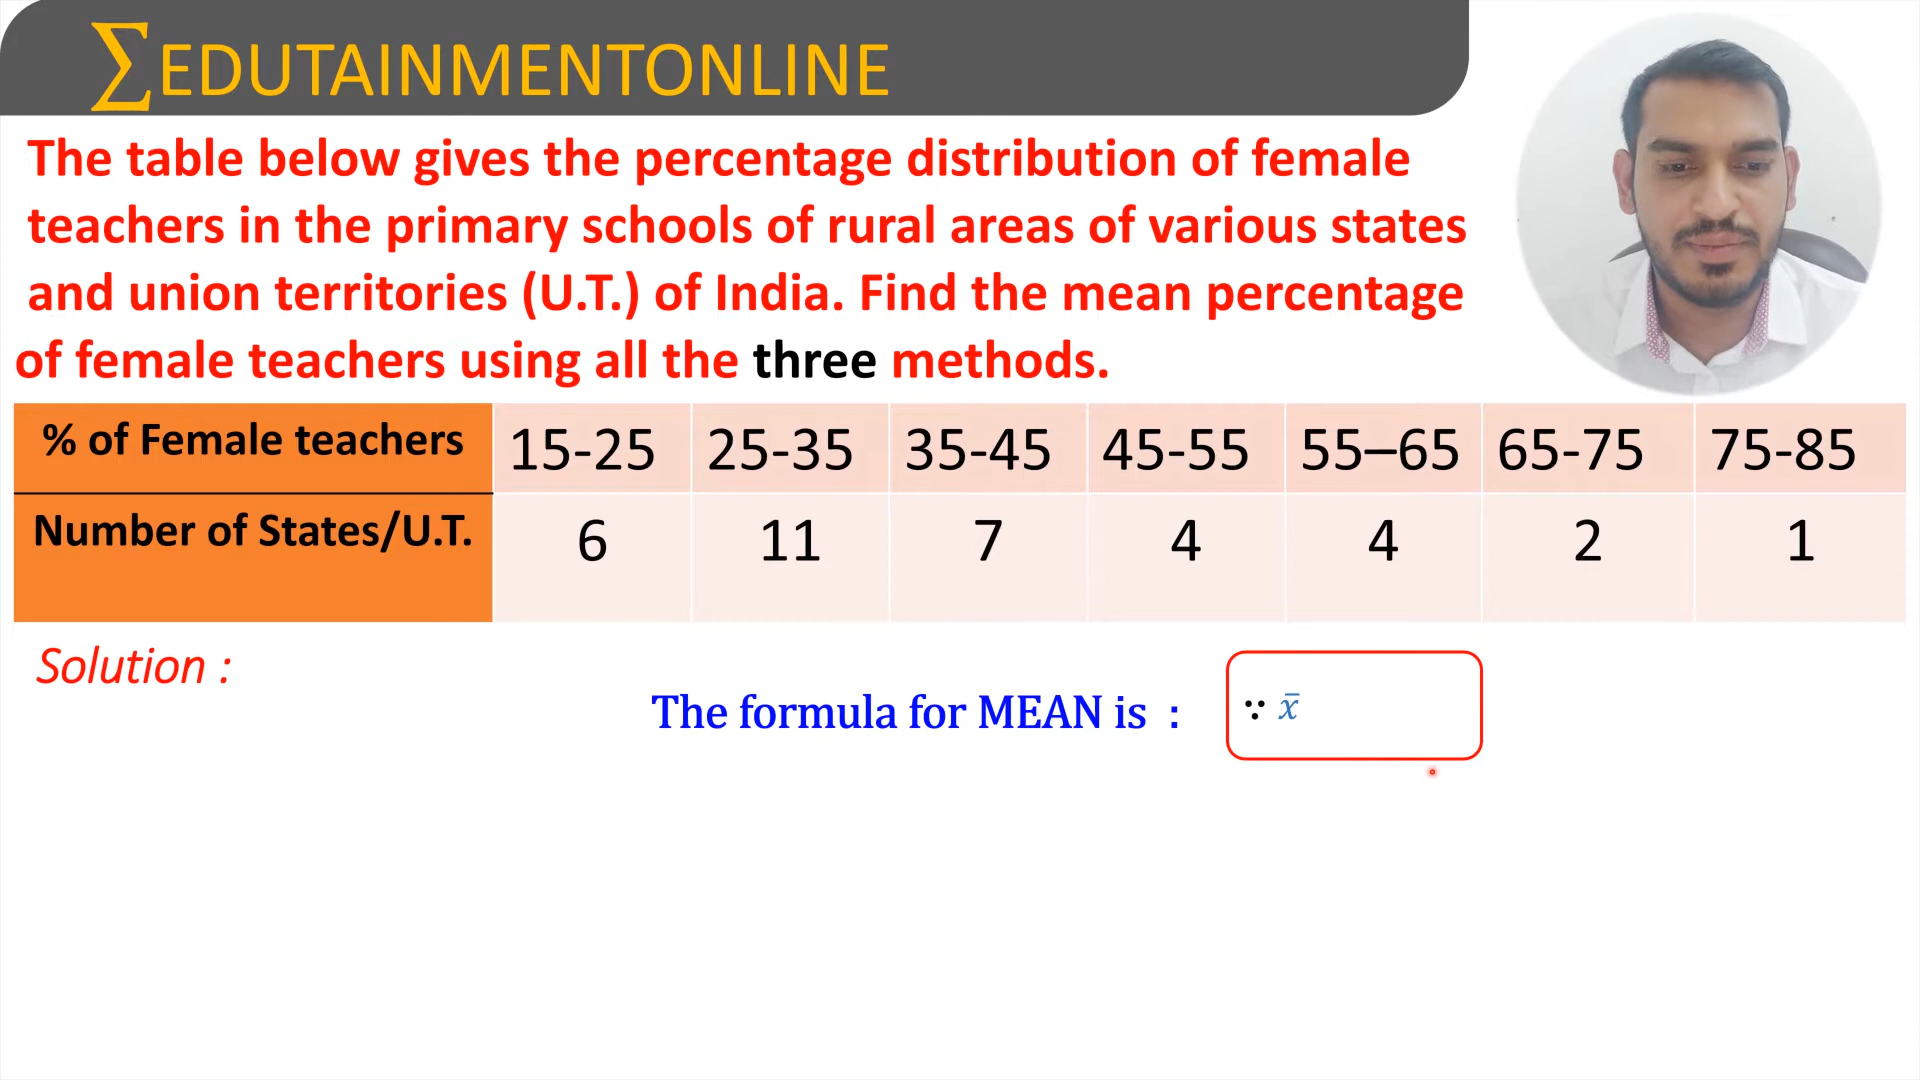 ∑EDUTAINMENTONLINE
The table below gives the percentage distribution of female
teachers in the primary schools of rural areas of various states
and union territories (U.T.) of India. Find the mean percentage
of female teachers using all the three methods.
% of Female teachers 15-25 25-35 35-45 45-55 55–65 65-75 75-85
Number of States/U.T. 6 11 7 4 4 2 1
Solution :
The formula for MEAN is : ∵ x̄